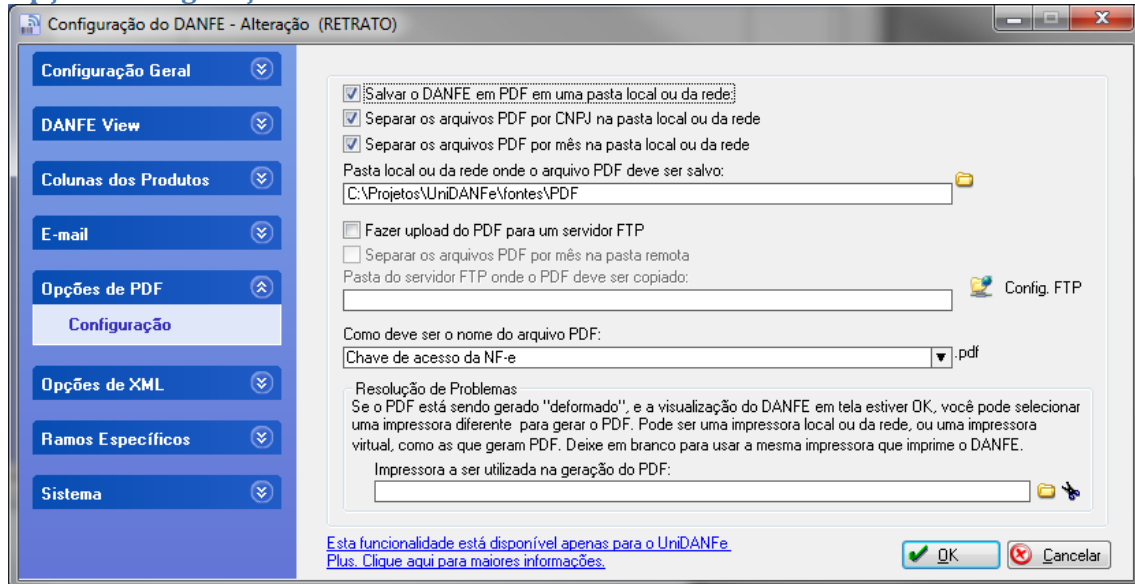 Configuração do DANFE - Alteração (RETRATO)
Configuração Geral
DANFE View
Colunas dos Produtos
E-mail
Opções de PDF
Configuração
Opções de XML
Ramos Específicos
Sistema
Salvar o DANFE em PDF em uma pasta local ou da rede:
Separar os arquivos PDF por CNPJ na pasta local ou da rede
Separar os arquivos PDF por mês na pasta local ou da rede
Pasta local ou da rede onde o arquivo PDF deve ser salvo:
C:\Projetos\UniDANFe\fontes\PDF
Fazer upload do PDF para um servidor FTP
Separar os arquivos PDF por mês na pasta remota
Pasta do servidor FTP onde o PDF deve ser copiado:
Config. FTP
Como deve ser o nome do arquivo PDF:
Chave de acesso da NF-e
.pdf
Resolução de Problemas
Se o PDF está sendo gerado "deformado", e a visualização do DANFE em tela estiver OK, você pode selecionar
uma impressora diferente para gerar o PDF. Pode ser uma impressora local ou da rede, ou uma impressora
virtual, como as que geram PDF. Deixe em branco para usar a mesma impressora que imprime o DANFE.
Impressora a ser utilizada na geração do PDF:
Esta funcionalidade está disponível apenas para o UniDANFe
Plus. Clique aqui para maiores informações.
OK
Cancelar